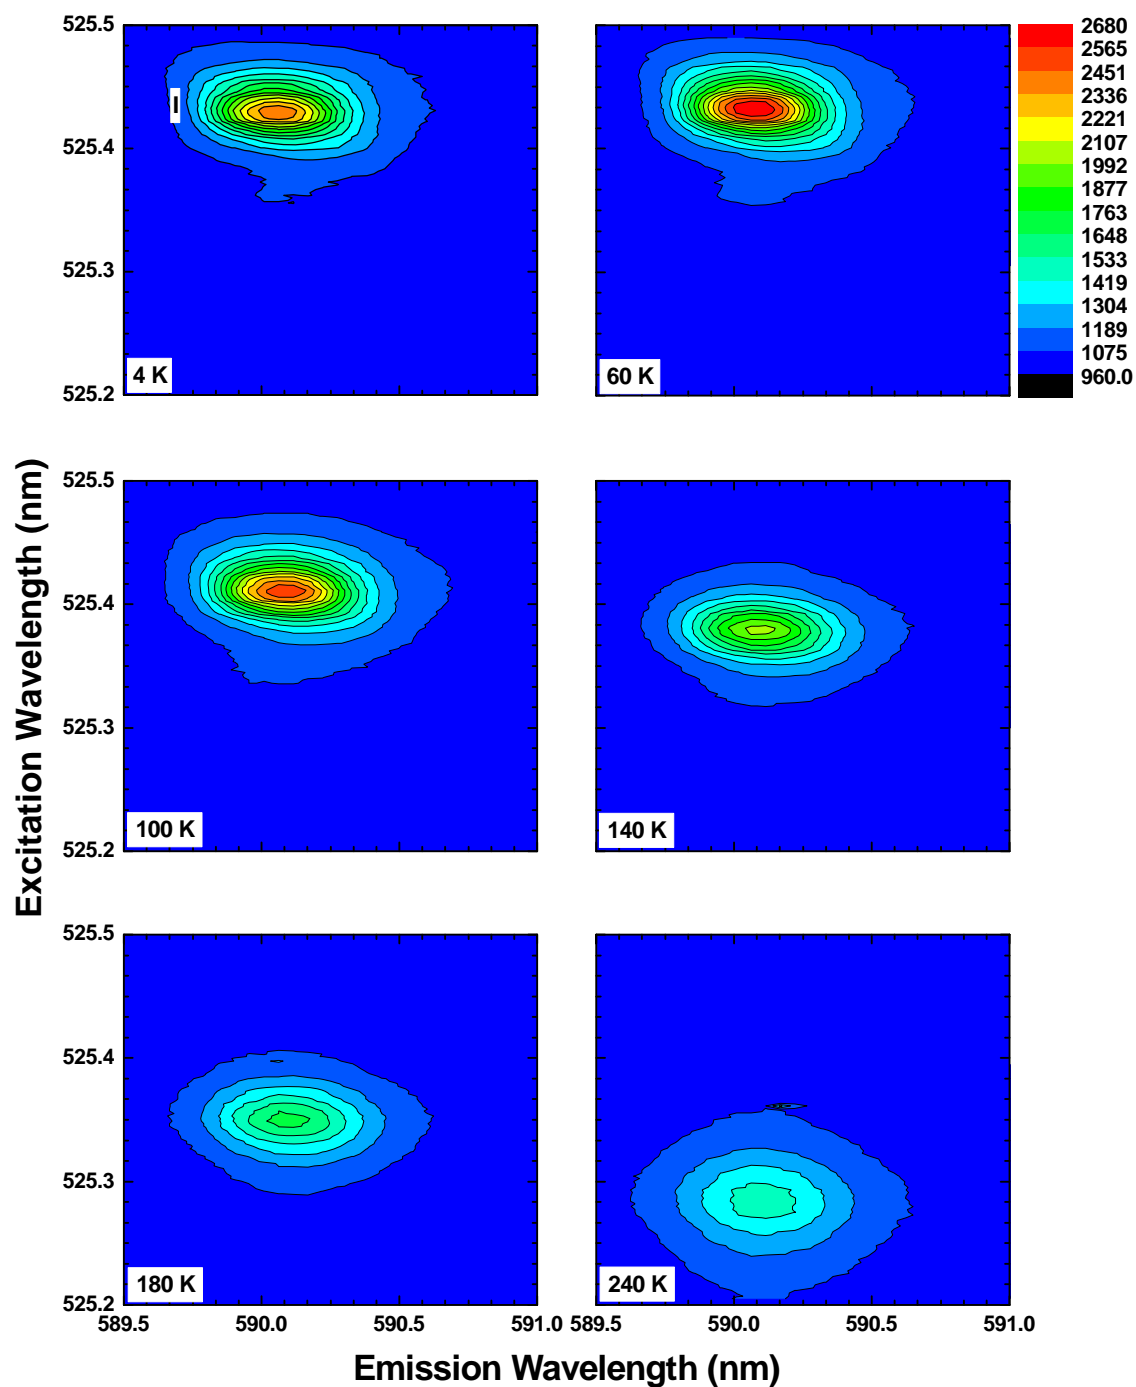 525.5
525.4
525.3
525.2
I
4 K
60 K
2680
2565
2451
2336
2221
2107
1992
1877
1763
1648
1533
1419
1304
1189
1075
960.0
Excitation Wavelength (nm)
525.5
525.4
525.3
525.2
100 K
140 K
525.5
525.4
525.3
525.2
180 K
240 K
589.5 590.0 590.5 591.0 589.5 590.0 590.5 591.0
Emission Wavelength (nm)